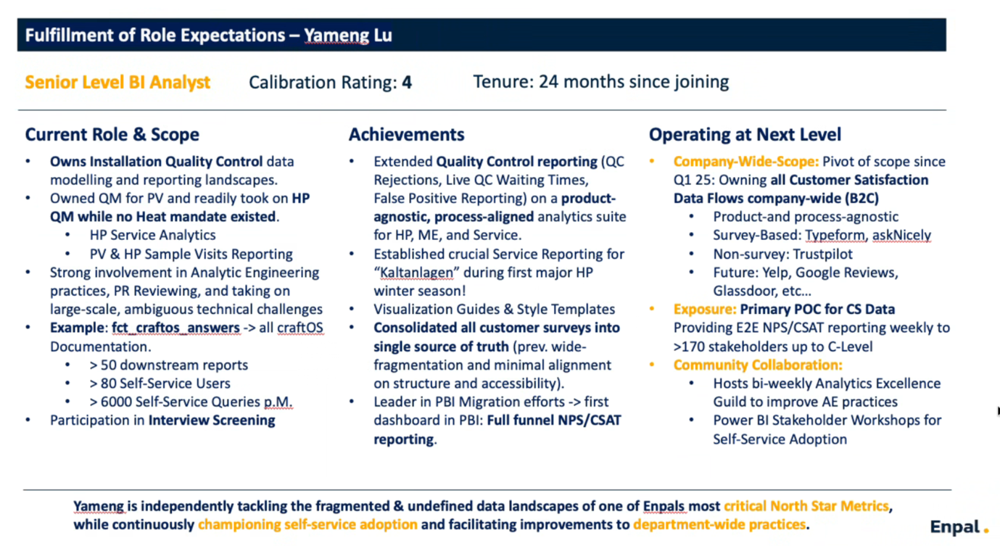 Fulfillment of Role Expectations – Yameng Lu
Senior Level BI Analyst
Calibration Rating: 4
Tenure: 24 months since joining
Current Role & Scope
• Owns Installation Quality Control data
modelling and reporting landscapes.
• Owned QM for PV and readily took on HP
QM while no Heat mandate existed.
• HP Service Analytics
• PV & HP Sample Visits Reporting
• Strong involvement in Analytic Engineering
practices, PR Reviewing, and taking on
large-scale, ambiguous technical challenges
• Example: fct_craftos_answers -> all craftOS
Documentation.
• > 50 downstream reports
• > 80 Self-Service Users
• > 6000 Self-Service Queries p.M.
• Participation in Interview Screening
Achievements
• Extended Quality Control reporting (QC
Rejections, Live QC Waiting Times,
False Positive Reporting) on a product-
agnostic, process-aligned analytics suite
for HP, ME, and Service.
• Established crucial Service Reporting for
“Kaltanlagen” during first major HP
winter season!
• Visualization Guides & Style Templates
• Consolidated all customer surveys into
single source of truth (prev. wide-
fragmentation and minimal alignment
on structure and accessibility).
• Leader in PBI Migration efforts -> first
dashboard in PBI: Full funnel NPS/CSAT
reporting.
Operating at Next Level
• Company-Wide-Scope: Pivot of scope since
Q1 25: Owning all Customer Satisfaction
Data Flows company-wide (B2C)
• Product-and process-agnostic
• Survey-Based: Typeform, askNicely
• Non-survey: Trustpilot
• Future: Yelp, Google Reviews,
Glassdoor, etc...
• Exposure: Primary POC for CS Data
Providing E2E NPS/CSAT reporting weekly to
>170 stakeholders up to C-Level
• Community Collaboration:
• Hosts bi-weekly Analytics Excellence
Guild to improve AE practices
• Power BI Stakeholder Workshops for
Self-Service Adoption
Yameng is independently tackling the fragmented & undefined data landscapes of one of Enpals most critical North Star Metrics,
while continuously championing self-service adoption and facilitating improvements to department-wide practices.
Enpal.